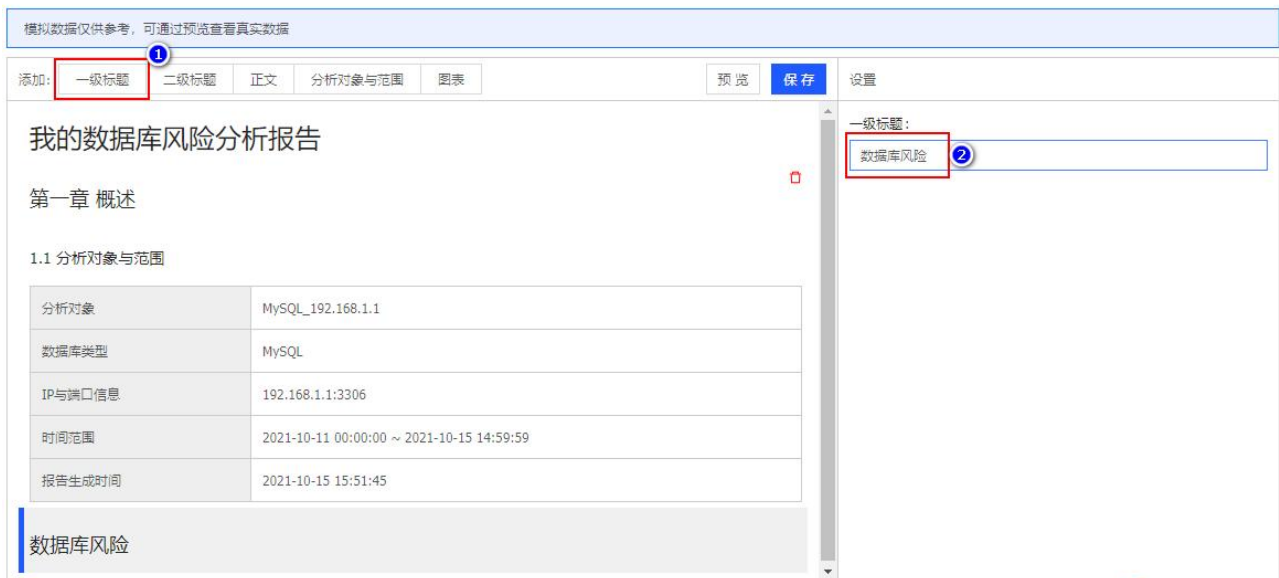 模拟数据仅供参考，可通过预览查看真实数据
1
添加: 一级标题 二级标题 正文 分析对象与范围 图表 预览 保存 设置
我的数据库风险分析报告
一级标题:
数据库风险 2
第一章 概述
1.1 分析对象与范围
分析对象 MySQL_192.168.1.1
数据库类型 MySQL
IP与端口信息 192.168.1.1:3306
时间范围 2021-10-11 00:00:00 ~ 2021-10-15 14:59:59
报告生成时间 2021-10-15 15:51:45
数据库风险